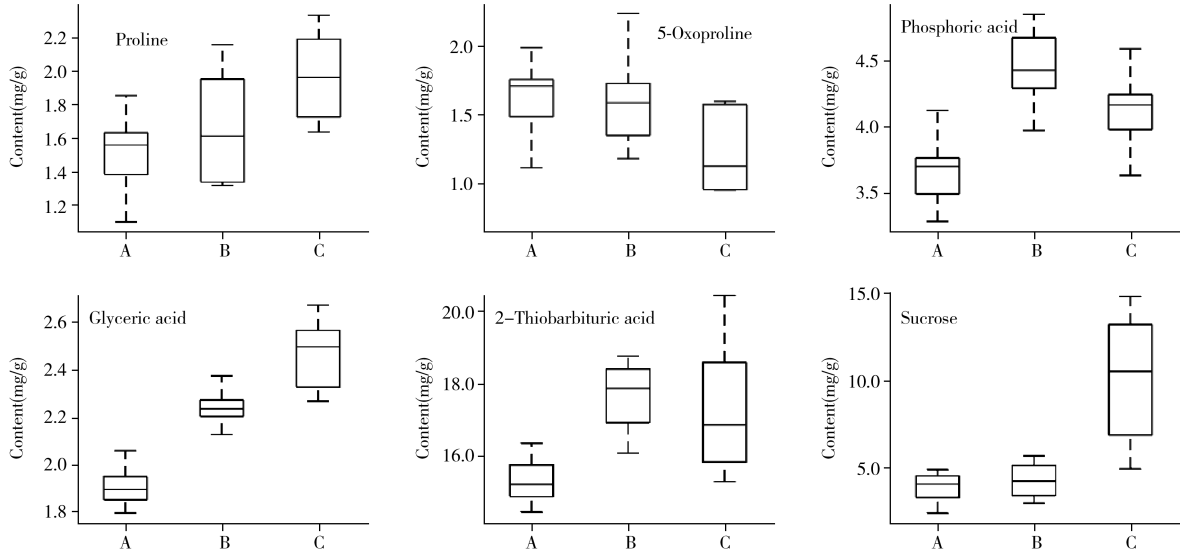 Proline
Content(mg/g)
2.2
2.0
1.8
1.6
1.4
1.2
A B C
5-Oxoproline
Content(mg/g)
2.0
1.5
1.0
A B C
Phosphoric acid
Content(mg/g)
4.5
4.0
3.5
A B C
Glyceric acid
Content(mg/g)
2.6
2.4
2.2
2.0
1.8
A B C
2-Thiobarbituric acid
Content(mg/g)
20.0
18.0
16.0
A B C
Sucrose
Content(mg/g)
15.0
10.0
5.0
0.0
A B C